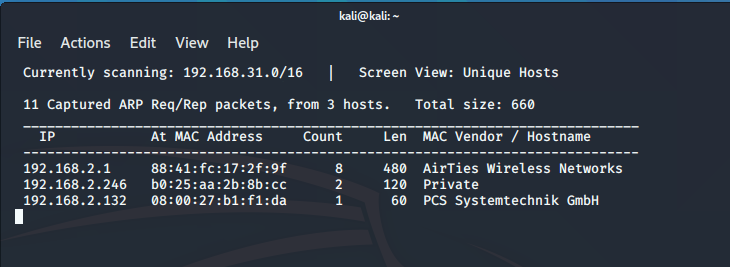 kali@kali: ~
File Actions Edit View Help
Currently scanning: 192.168.31.0/16 | Screen View: Unique Hosts
11 Captured ARP Req/Rep packets, from 3 hosts. Total size: 660
_____________________________________________________________________________
IP At MAC Address Count Len MAC Vendor / Hostname
-----------------------------------------------------------------------------
192.168.2.1 88:41:fc:17:2f:9f 8 480 AirTies Wireless Networks
192.168.2.246 b0:25:aa:2b:8b:cc 2 120 Private
192.168.2.132 08:00:27:b1:f1:da 1 60 PCS Systemtechnik GmbH